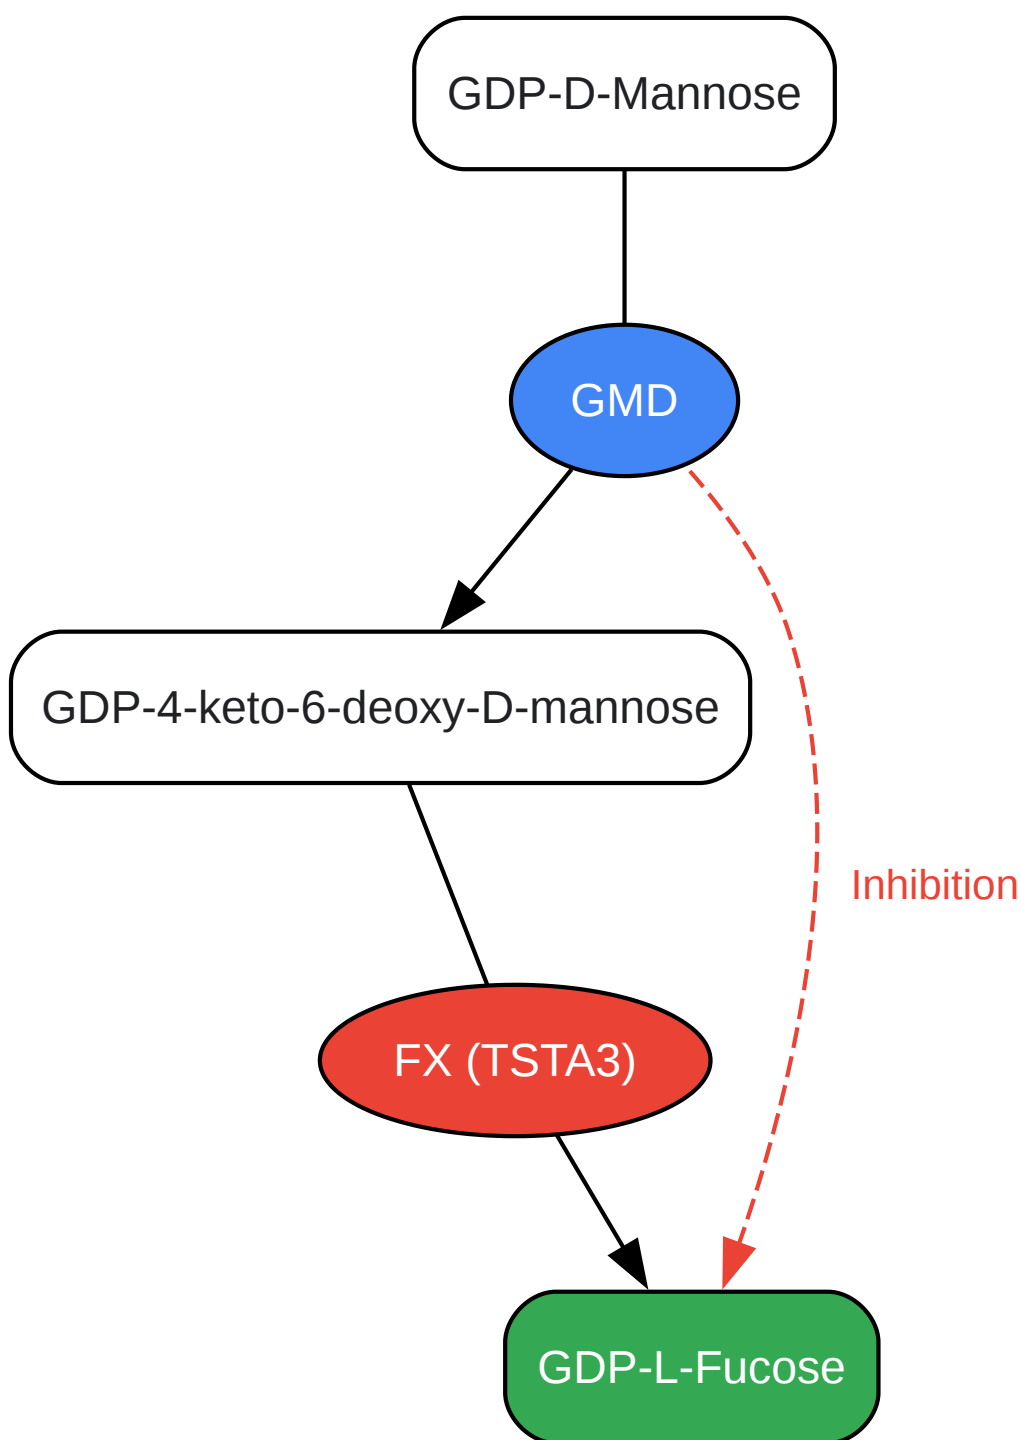 GDP-D-Mannose
GMD
GDP-4-keto-6-deoxy-D-mannose
Inhibition
FX (TSTA3)
GDP-L-Fucose